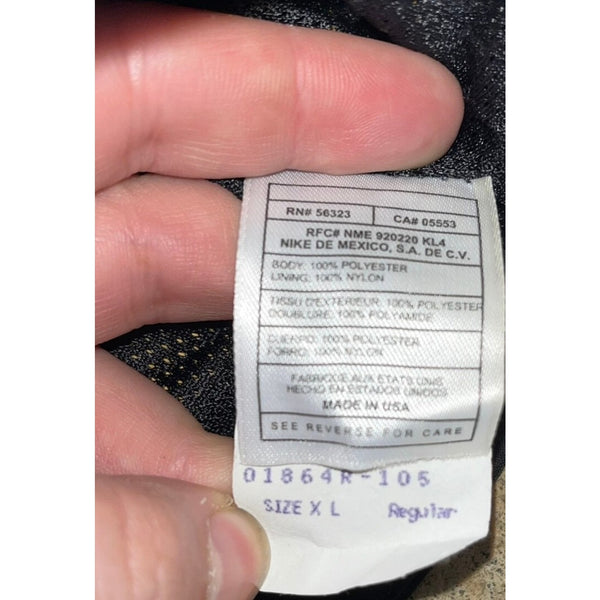 RN# 56323 CA# 05553
RFC# NME 920220 KL4
NIKE DE MEXICO, S.A. DE C.V.
BODY: 100% POLYESTER
LINING: 100% NYLON
TISSU D'EXTERIEUR: 100% POLYESTER
DOUBLURE: 100% POLYAMIDE
CUERPO: 100% POLYESTER
FORRO: 100% NYLON
FABRIQUE AUX ETATS UNIS
HECHO EN ESTADOS UNIDOS
MADE IN USA
SEE REVERSE FOR CARE
01864R-105
SIZE X L Regular